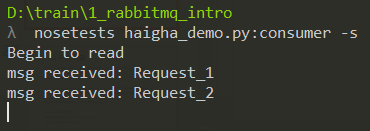 D:\train\1_rabbitmq_intro
λ  nosetests haigha_demo.py:consumer -s
Begin to read
msg received: Request_1
msg received: Request_2